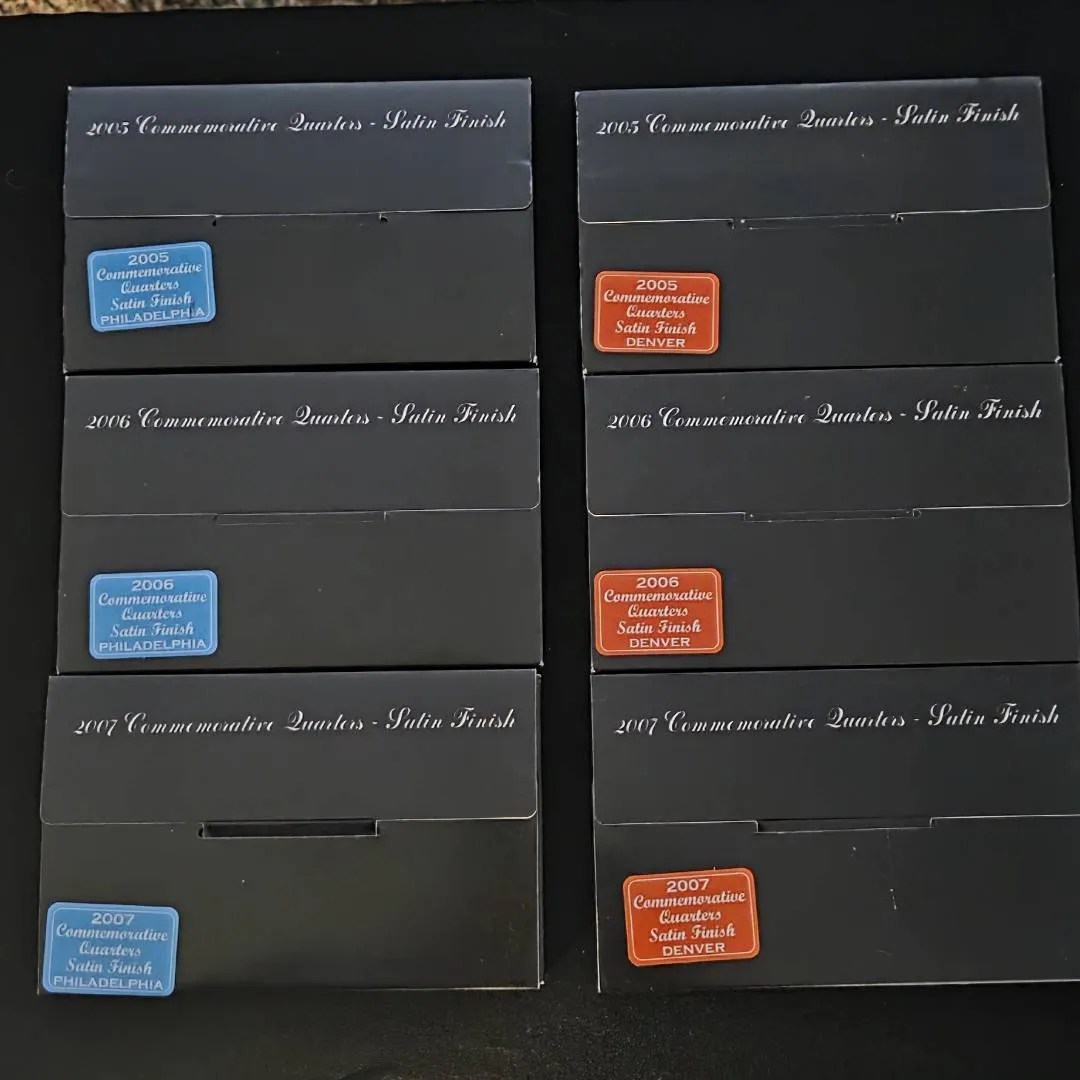 2005 Commemorative Quarters - Satin Finish
2005
Commemorative
Quarters
Satin Finish
PHILADELPHIA
2005 Commemorative Quarters - Satin Finish
2005
Commemorative
Quarters
Satin Finish
DENVER
2006 Commemorative Quarters - Satin Finish
2006
Commemorative
Quarters
Satin Finish
PHILADELPHIA
2006 Commemorative Quarters - Satin Finish
2006
Commemorative
Quarters
Satin Finish
DENVER
2007 Commemorative Quarters - Satin Finish
2007
Commemorative
Quarters
Satin Finish
PHILADELPHIA
2007 Commemorative Quarters - Satin Finish
2007
Commemorative
Quarters
Satin Finish
DENVER